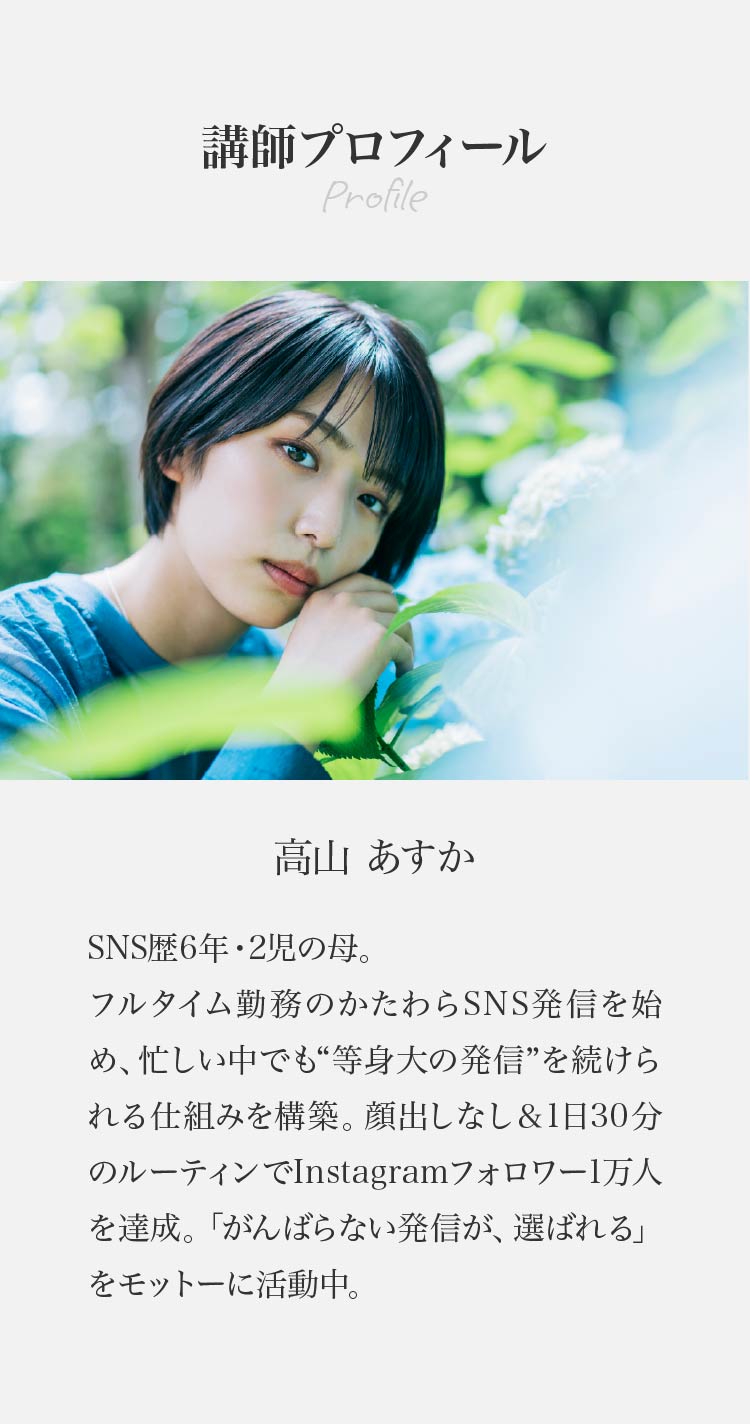 講師プロフィール
Profile
高山 あすか
SNS歴6年・2児の母。
フルタイム勤務のかたわらSNS発信を始
め、忙しい中でも“等身大の発信”を続けら
れる仕組みを構築。顔出しなし＆1日30分
のルーティンでInstagramフォロワー1万人
を達成。「がんばらない発信が、選ばれる」
をモットーに活動中。